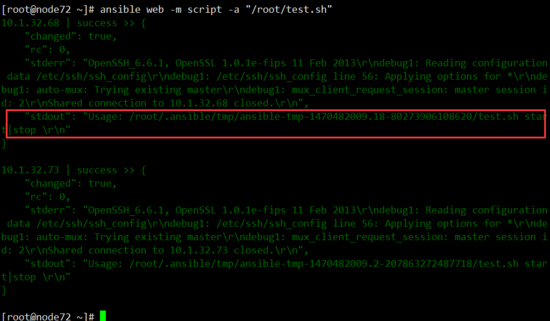 [root@node72 ~]# ansible web -m script -a "/root/test.sh"
10.1.32.68 | success >> {
    "changed": true,
    "rc": 0,
    "stderr": "OpenSSH_6.6.1, OpenSSL 1.0.1e-fips 11 Feb 2013\r\ndebug1: Reading configuration
 data /etc/ssh/ssh_config\r\ndebug1: /etc/ssh/ssh_config line 56: Applying options for *\r\nde
bug1: auto-mux: Trying existing master\r\ndebug1: mux_client_request_session: master session i
d: 2\r\nShared connection to 10.1.32.68 closed.\r\n",
    "stdout": "Usage: /root/.ansible/tmp/ansible-tmp-1470482009.18-80273906108620/test.sh star
t|stop \r\n"
}
10.1.32.73 | success >> {
    "changed": true,
    "rc": 0,
    "stderr": "OpenSSH_6.6.1, OpenSSL 1.0.1e-fips 11 Feb 2013\r\ndebug1: Reading configuration
 data /etc/ssh/ssh_config\r\ndebug1: /etc/ssh/ssh_config line 56: Applying options for *\r\nde
bug1: auto-mux: Trying existing master\r\ndebug1: mux_client_request_session: master session i
d: 2\r\nShared connection to 10.1.32.73 closed.\r\n",
    "stdout": "Usage: /root/.ansible/tmp/ansible-tmp-1470482009.2-207863272487718/test.sh star
t|stop \r\n"
}
[root@node72 ~]#